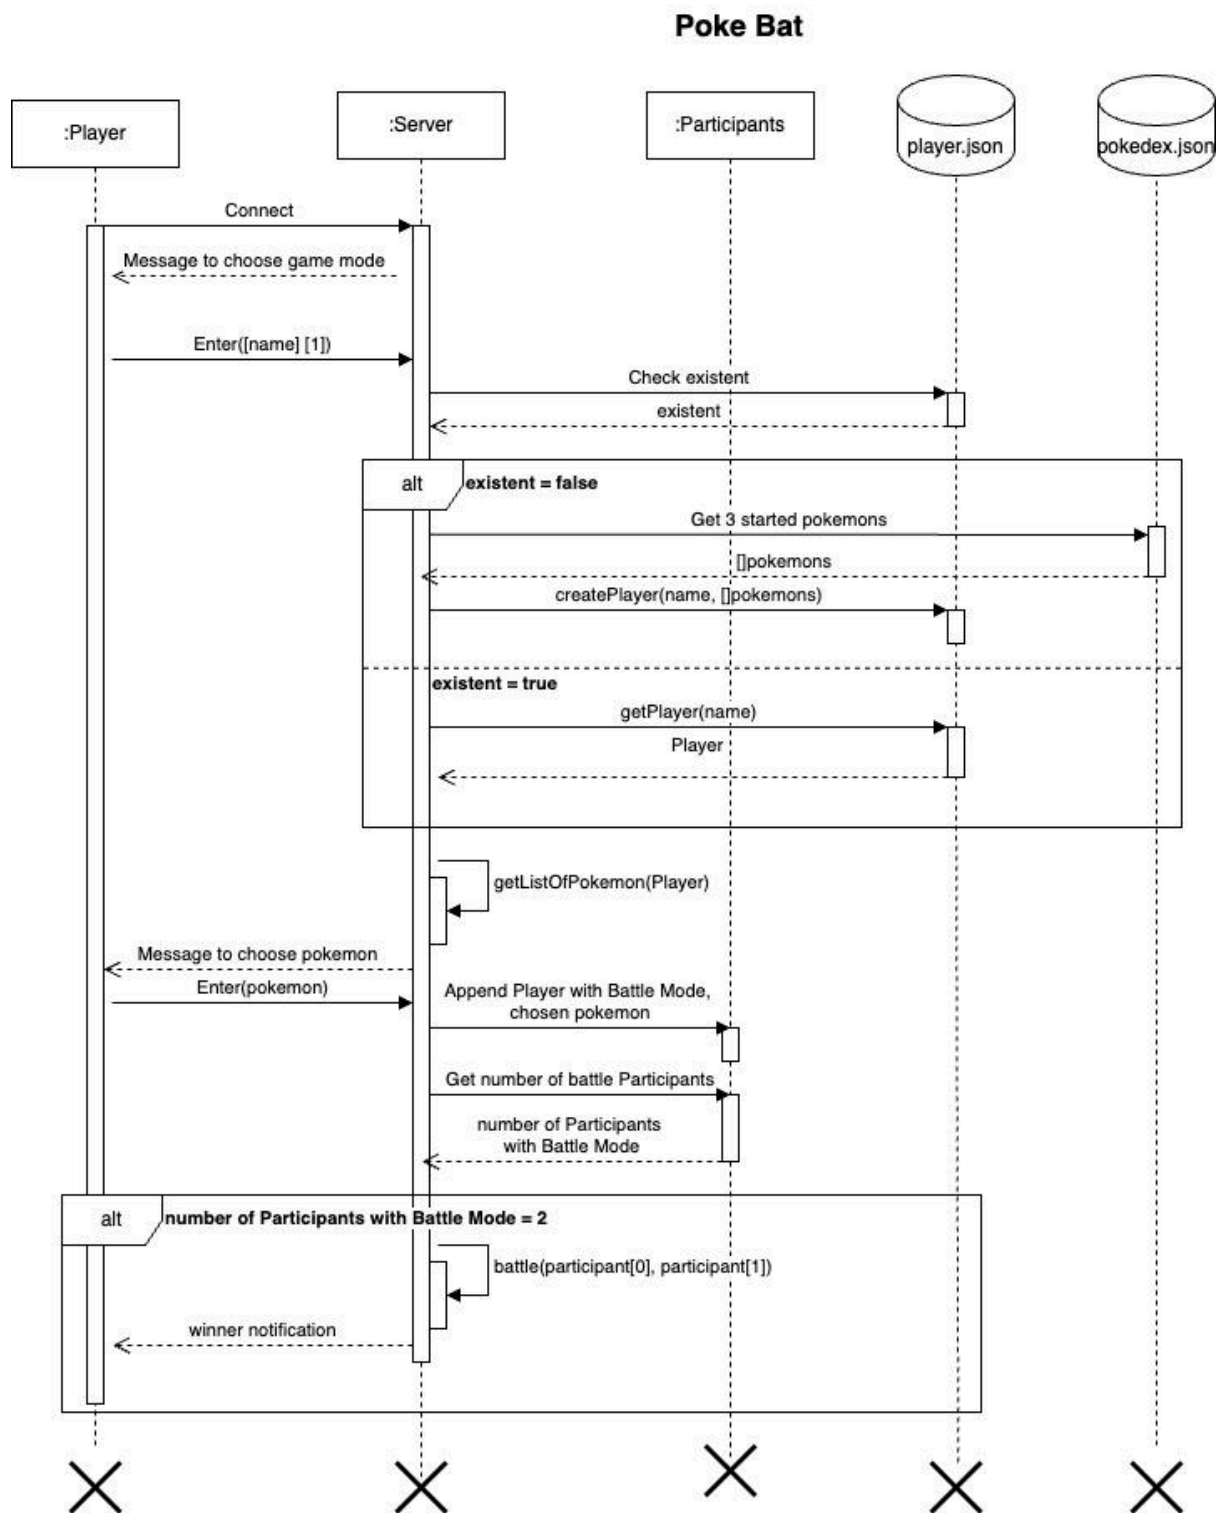 Poke Bat
:Player
:Server
:Participants
player.json
pokedex.json
Connect
Message to choose game mode
Enter([name] [1])
Check existent
existent
alt
existent = false
Get 3 started pokemons
[]pokemons
createPlayer(name, []pokemons)
existent = true
getPlayer(name)
Player
getListOfPokemon(Player)
Message to choose pokemon
Enter(pokemon)
Append Player with Battle Mode,
chosen pokemon
Get number of battle Participants
number of Participants
with Battle Mode
alt
number of Participants with Battle Mode = 2
battle(participant[0], participant[1])
winner notification